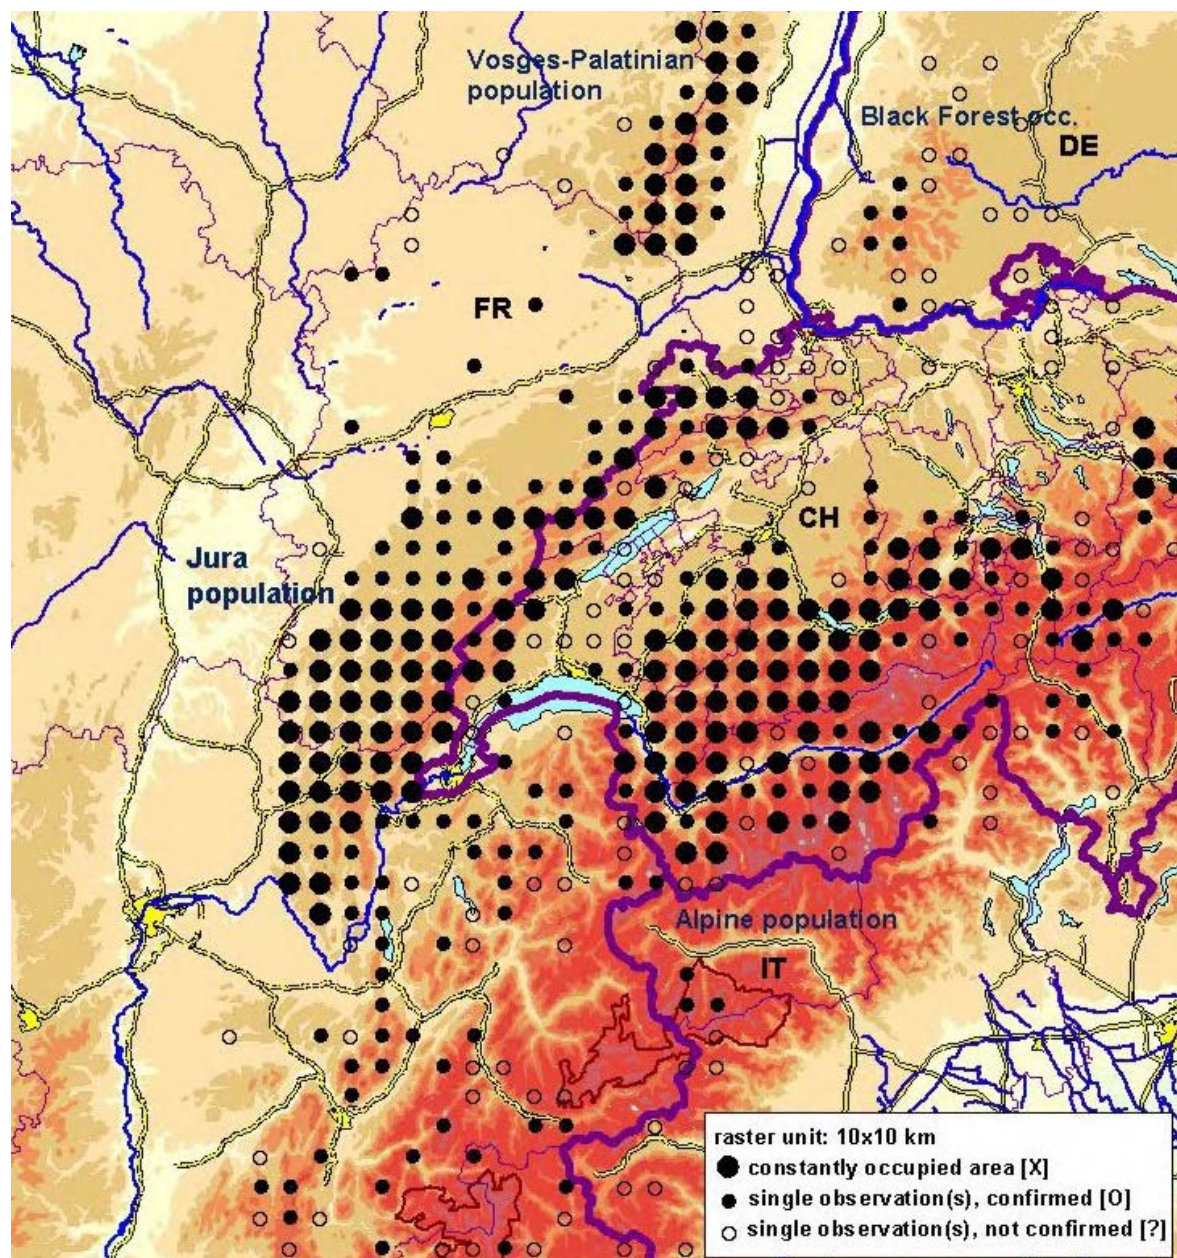 Vosges-Palatinian
population
Black Forest occ.
DE
FR
CH
Jura
population
Alpine population
IT
raster unit: 10x10 km
constantly occupied area [X]
single observation(s), confirmed [O]
single observation(s), not confirmed [?]